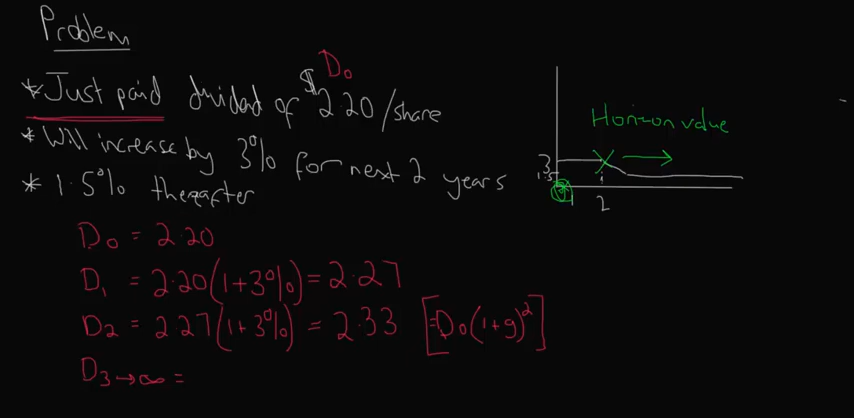 Problem
D₀
* Just paid dividend of $2.20/share
* Will increase by 3% for next 2 years
* 1.5% thereafter
Horizon value
3
1.5
2
D₀ = 2.20
D₁ = 2.20(1+3%) = 2.27
D₂ = 2.27(1+3%) = 2.33 [=D₀(1+g)²]
D₃→∞ =